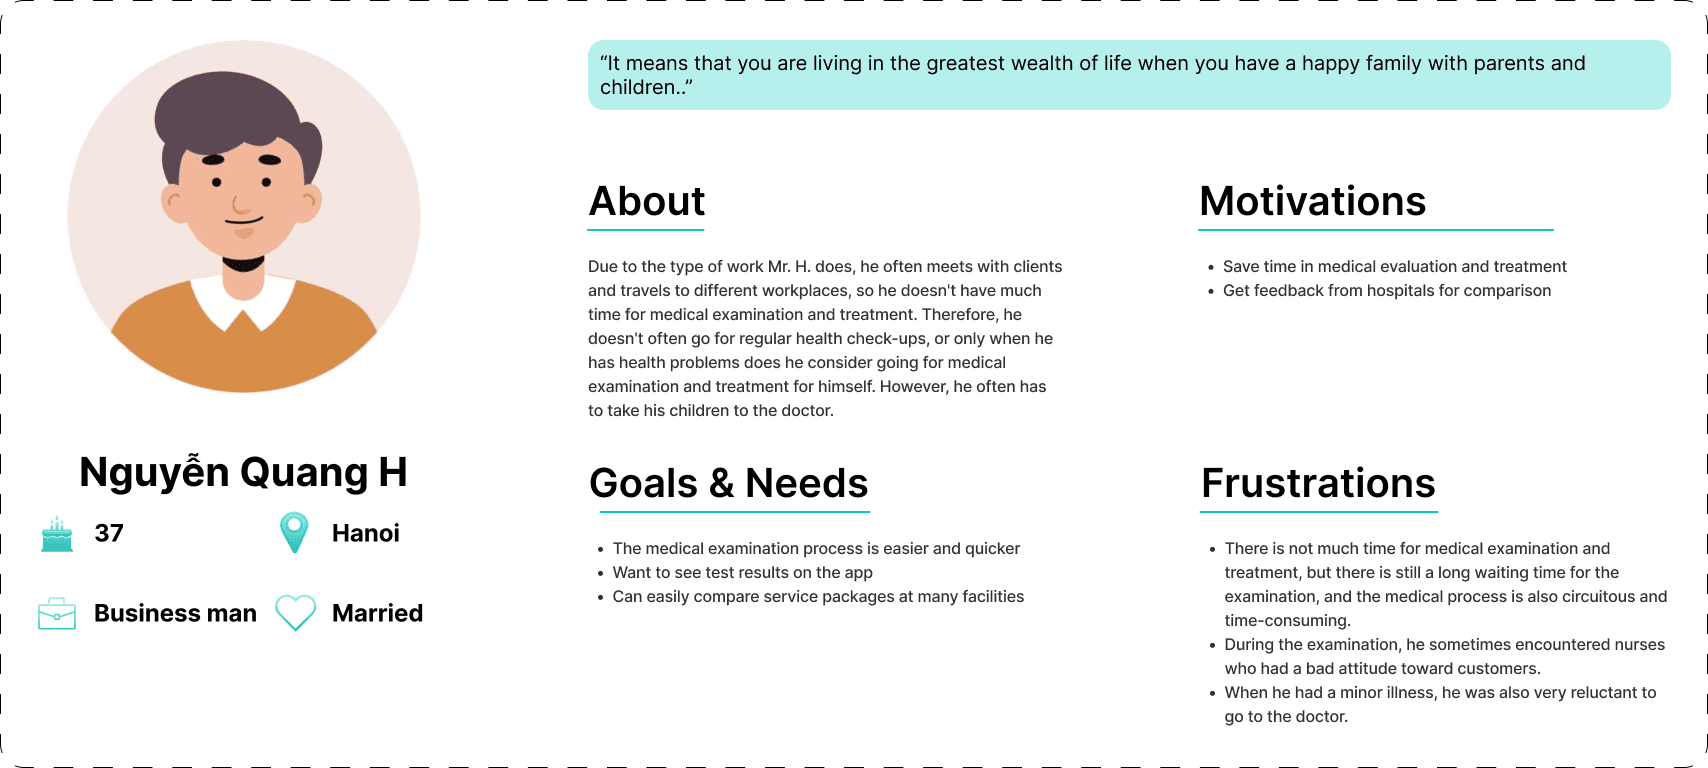 “It means that you are living in the greatest wealth of life when you have a happy family with parents and
children..”
Nguyễn Quang H
37
Hanoi
Business man
Married
About
Due to the type of work Mr. H. does, he often meets with clients
and travels to different workplaces, so he doesn't have much
time for medical examination and treatment. Therefore, he
doesn't often go for regular health check-ups, or only when he
has health problems does he consider going for medical
examination and treatment for himself. However, he often has
to take his children to the doctor.
Motivations
• Save time in medical evaluation and treatment
• Get feedback from hospitals for comparison
Goals & Needs
• The medical examination process is easier and quicker
• Want to see test results on the app
• Can easily compare service packages at many facilities
Frustrations
• There is not much time for medical examination and
treatment, but there is still a long waiting time for the
examination, and the medical process is also circuitous and
time-consuming.
• During the examination, he sometimes encountered nurses
who had a bad attitude toward customers.
• When he had a minor illness, he was also very reluctant to
go to the doctor.